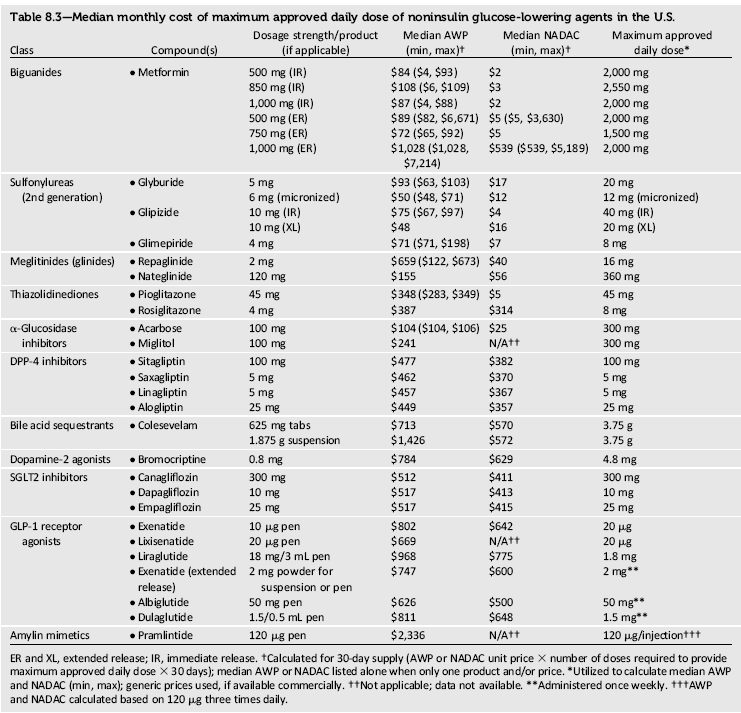 Table 8.3—Median monthly cost of maximum approved daily dose of noninsulin glucose-lowering agents in the U.S.
Class Compound(s) Dosage strength/product (if applicable) Median AWP (min, max)† Median NADAC (min, max)† Maximum approved daily dose*
Biguanides ● Metformin 500 mg (IR) $84 ($4, $93) $2 2,000 mg
850 mg (IR) $108 ($6, $109) $3 2,550 mg
1,000 mg (IR) $87 ($4, $88) $2 2,000 mg
500 mg (ER) $89 ($82, $6,671) $5 ($5, $3,630) 2,000 mg
750 mg (ER) $72 ($65, $92) $5 1,500 mg
1,000 mg (ER) $1,028 ($1,028, $539 ($539, $5,189) 2,000 mg
$7,214)
Sulfonylureas ● Glyburide 5 mg $93 ($63, $103) $17 20 mg
(2nd generation) 6 mg (micronized) $50 ($48, $71) $12 12 mg (micronized)
● Glipizide 10 mg (IR) $75 ($67, $97) $4 40 mg (IR)
10 mg (XL) $48 $16 20 mg (XL)
● Glimepiride 4 mg $71 ($71, $198) $7 8 mg
Meglitinides (glinides) ● Repaglinide 2 mg $659 ($122, $673) $40 16 mg
● Nateglinide 120 mg $155 $56 360 mg
Thiazolidinediones ● Pioglitazone 45 mg $348 ($283, $349) $5 45 mg
● Rosiglitazone 4 mg $387 $314 8 mg
α-Glucosidase ● Acarbose 100 mg $104 ($104, $106) $25 300 mg
inhibitors ● Miglitol 100 mg $241 N/A†† 300 mg
DPP-4 inhibitors ● Sitagliptin 100 mg $477 $382 100 mg
● Saxagliptin 5 mg $462 $370 5 mg
● Linagliptin 5 mg $457 $367 5 mg
● Alogliptin 25 mg $449 $357 25 mg
Bile acid sequestrants ● Colesevelam 625 mg tabs $713 $570 3.75 g
1.875 g suspension $1,426 $572 3.75 g
Dopamine-2 agonists ● Bromocriptine 0.8 mg $784 $629 4.8 mg
SGLT2 inhibitors ● Canagliflozin 300 mg $512 $411 300 mg
● Dapagliflozin 10 mg $517 $413 10 mg
● Empagliflozin 25 mg $517 $415 25 mg
GLP-1 receptor ● Exenatide 10 μg pen $802 $642 20 μg
agonists ● Lixisenatide 20 μg pen $669 N/A†† 20 μg
● Liraglutide 18 mg/3 mL pen $968 $775 1.8 mg
● Exenatide (extended 2 mg powder for $747 $600 2 mg**
release) suspension or pen
● Albiglutide 50 mg pen $626 $500 50 mg**
● Dulaglutide 1.5/0.5 mL pen $811 $648 1.5 mg**
Amylin mimetics ● Pramlintide 120 μg pen $2,336 N/A†† 120 μg/injection†††
ER and XL, extended release; IR, immediate release. †Calculated for 30-day supply (AWP or NADAC unit price × number of doses required to provide
maximum approved daily dose × 30 days); median AWP or NADAC listed alone when only one product and/or price. *Utilized to calculate median AWP
and NADAC (min, max); generic prices used, if available commercially. ††Not applicable; data not available. **Administered once weekly. †††AWP
and NADAC calculated based on 120 μg three times daily.